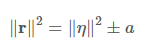 ‖𝐫‖² = ‖η‖² ± a